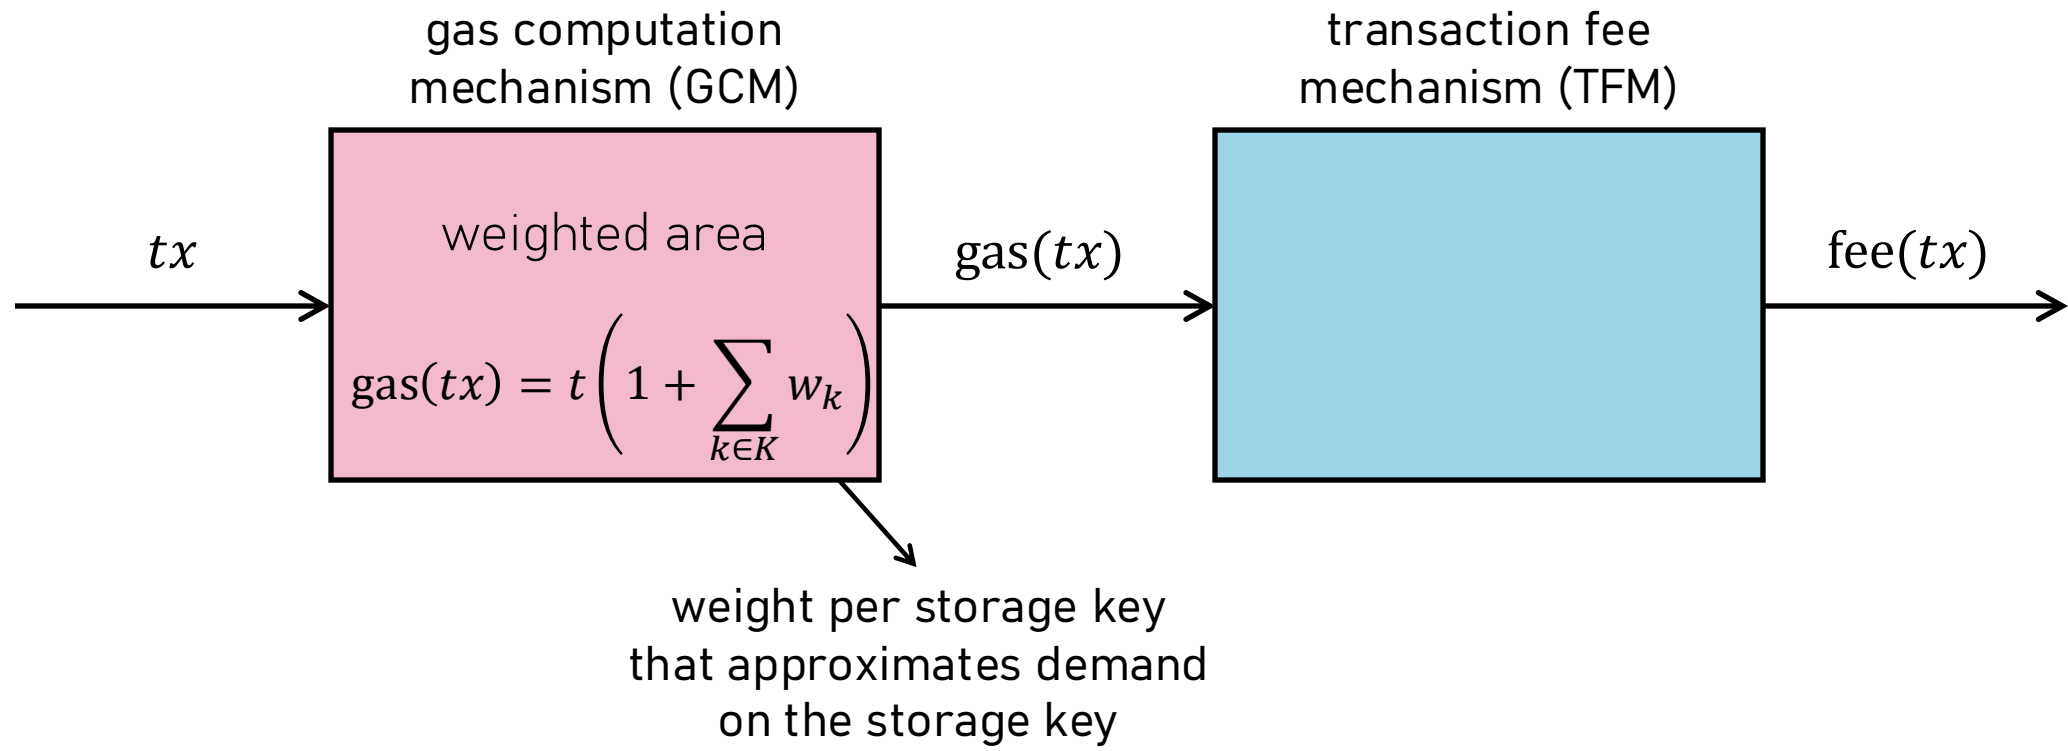 gas computation
mechanism (GCM)
transaction fee
mechanism (TFM)
tx
weighted area
gas(tx) = t(1 + ∑ w_k)
k∈K
gas(tx)
fee(tx)
weight per storage key
that approximates demand
on the storage key